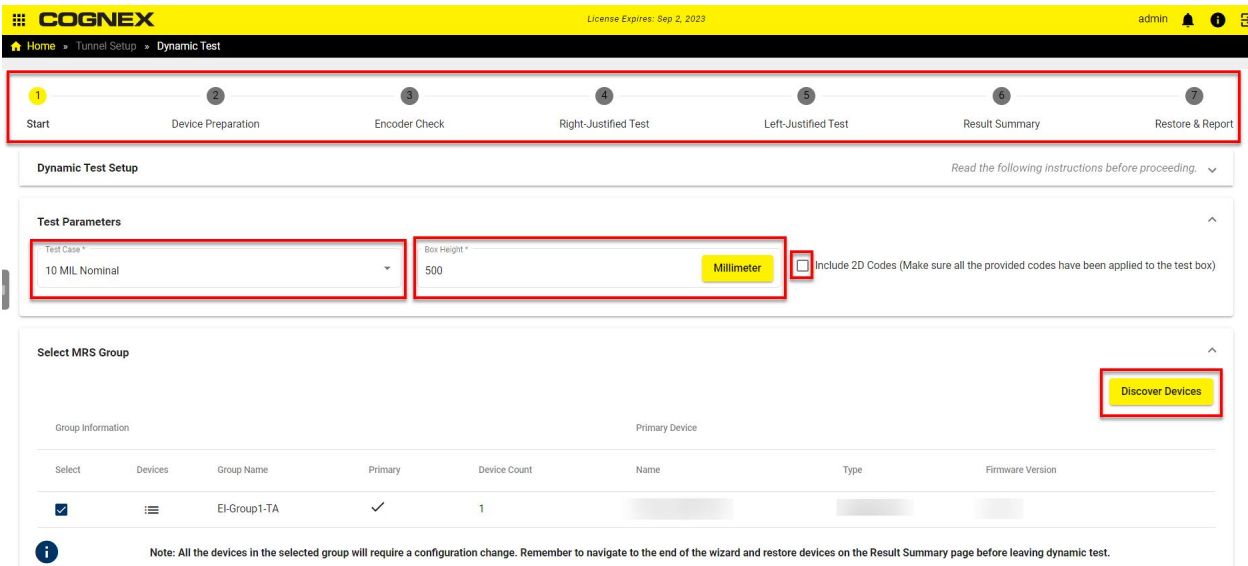 COGNEX License Expires: Sep 2, 2023 admin
Home » Tunnel Setup » Dynamic Test
1 2 3 4 5 6 7
Start Device Preparation Encoder Check Right-Justified Test Left-Justified Test Result Summary Restore & Report
Dynamic Test Setup Read the following instructions before proceeding.
Test Parameters
Test Case * Box Height *
10 MIL Nominal 500 Millimeter Include 2D Codes (Make sure all the provided codes have been applied to the test box)
Select MRS Group
Discover Devices
Group Information Primary Device
Select Devices Group Name Primary Device Count Name Type Firmware Version
EI-Group1-TA 1
Note: All the devices in the selected group will require a configuration change. Remember to navigate to the end of the wizard and restore devices on the Result Summary page before leaving dynamic test.